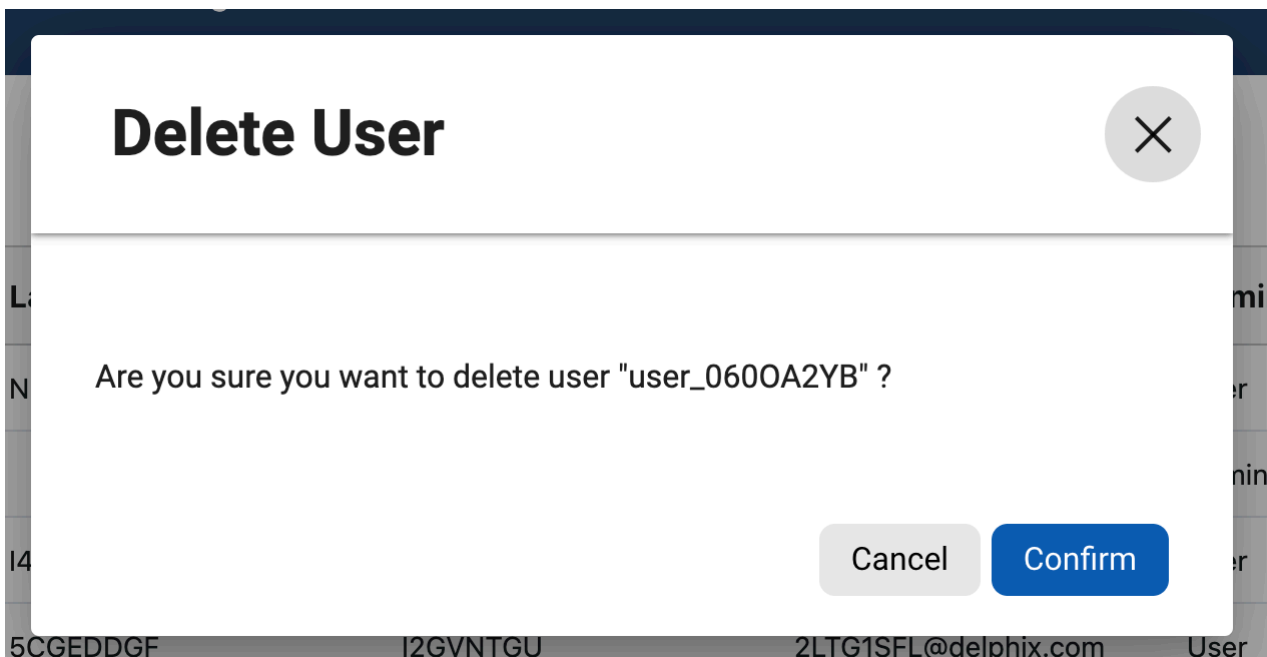 Delete User
Are you sure you want to delete user "user_060OA2YB" ?
Cancel Confirm
I4
5CGEDDGF I2GVNTGU 2LTG1SFL@delphix.com User